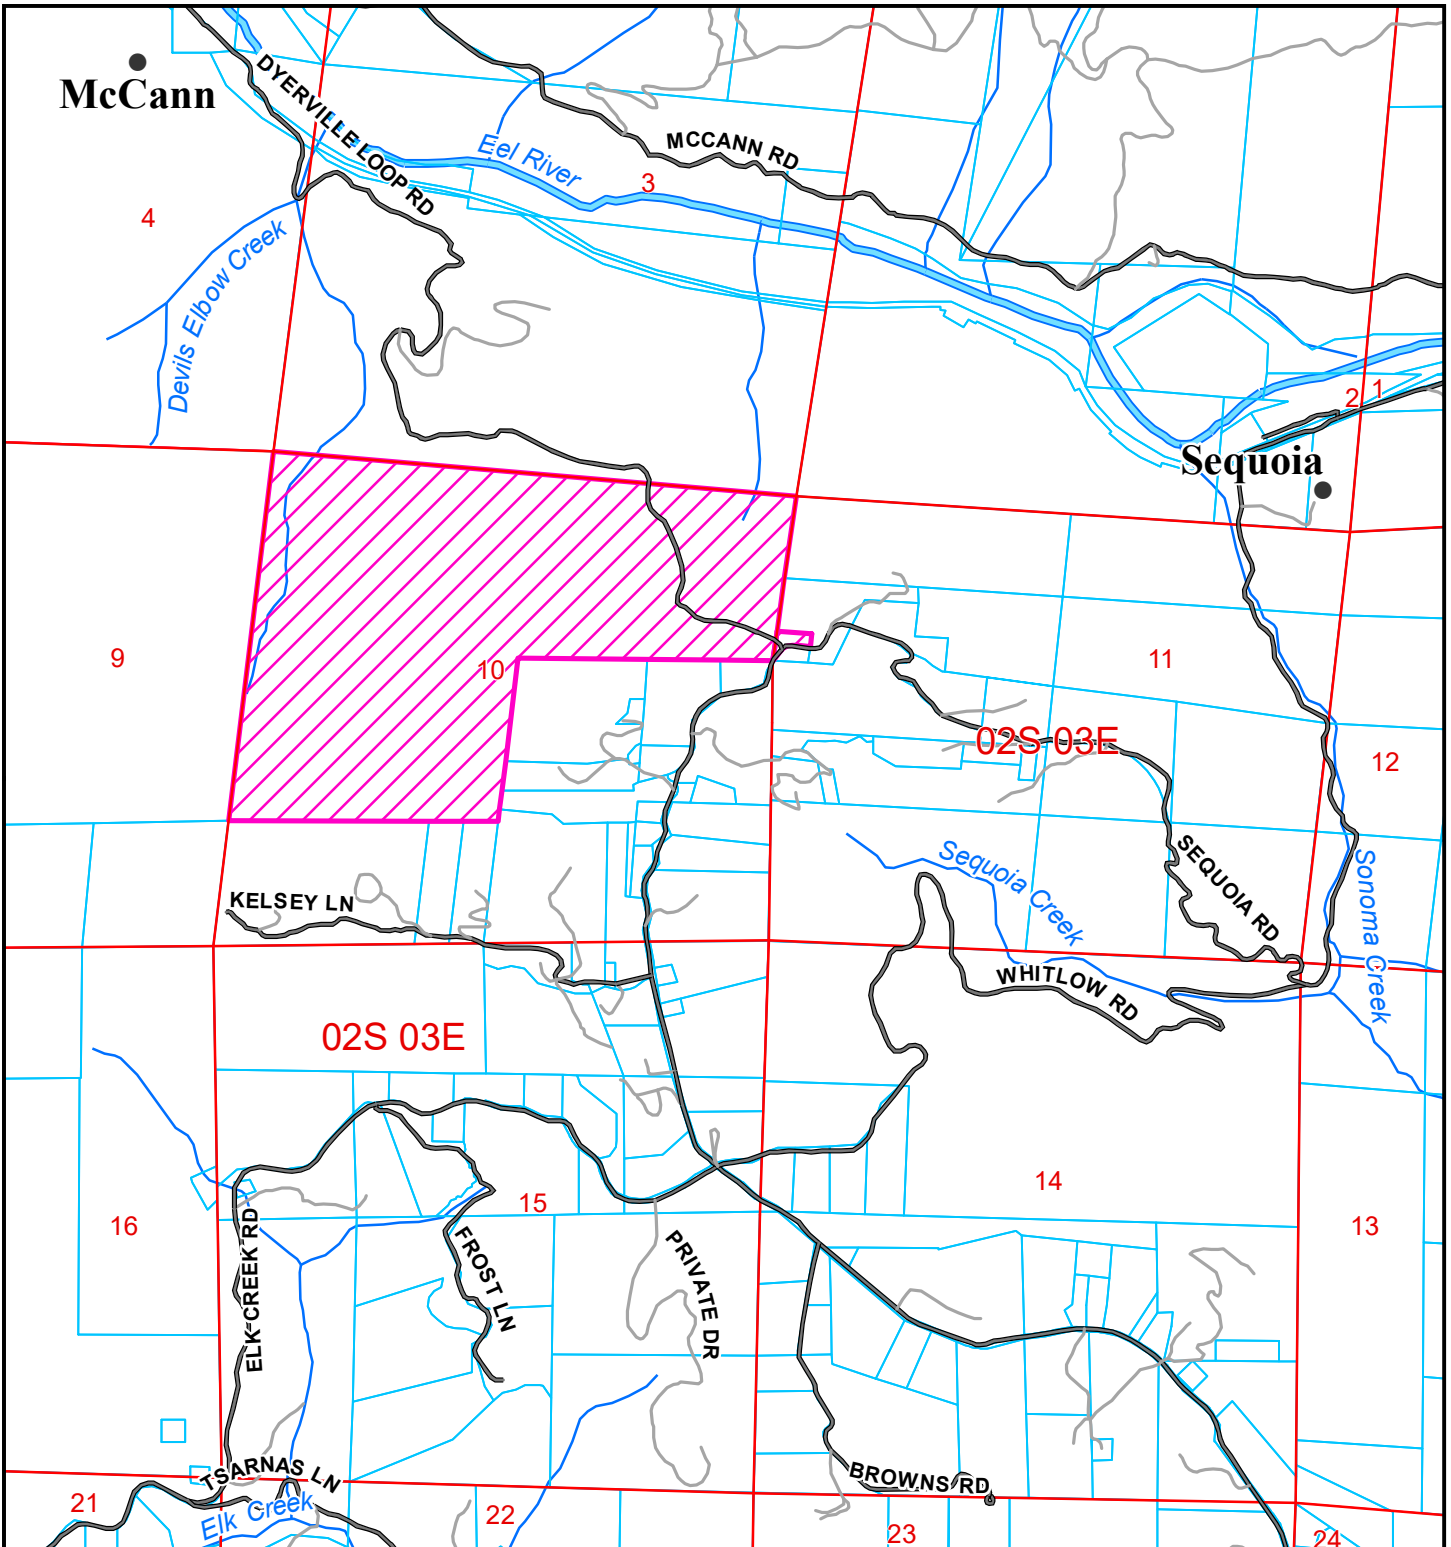 McCann
DYERVILLE LOOP RD
Eel River
MCCANN RD
3
4
Devils Elbow Creek
2
1
Sequoia
9
10
11
02S 03E
12
SEQUOIA RD
Sequoia Creek
Sonoma Creek
KELSEY LN
WHITLOW RD
02S 03E
14
15
16
13
ELK CREEK RD
FROST LN
PRIVATE DR
TSARNAS LN
BROWNS RD
21
Elk Creek
22
23
24